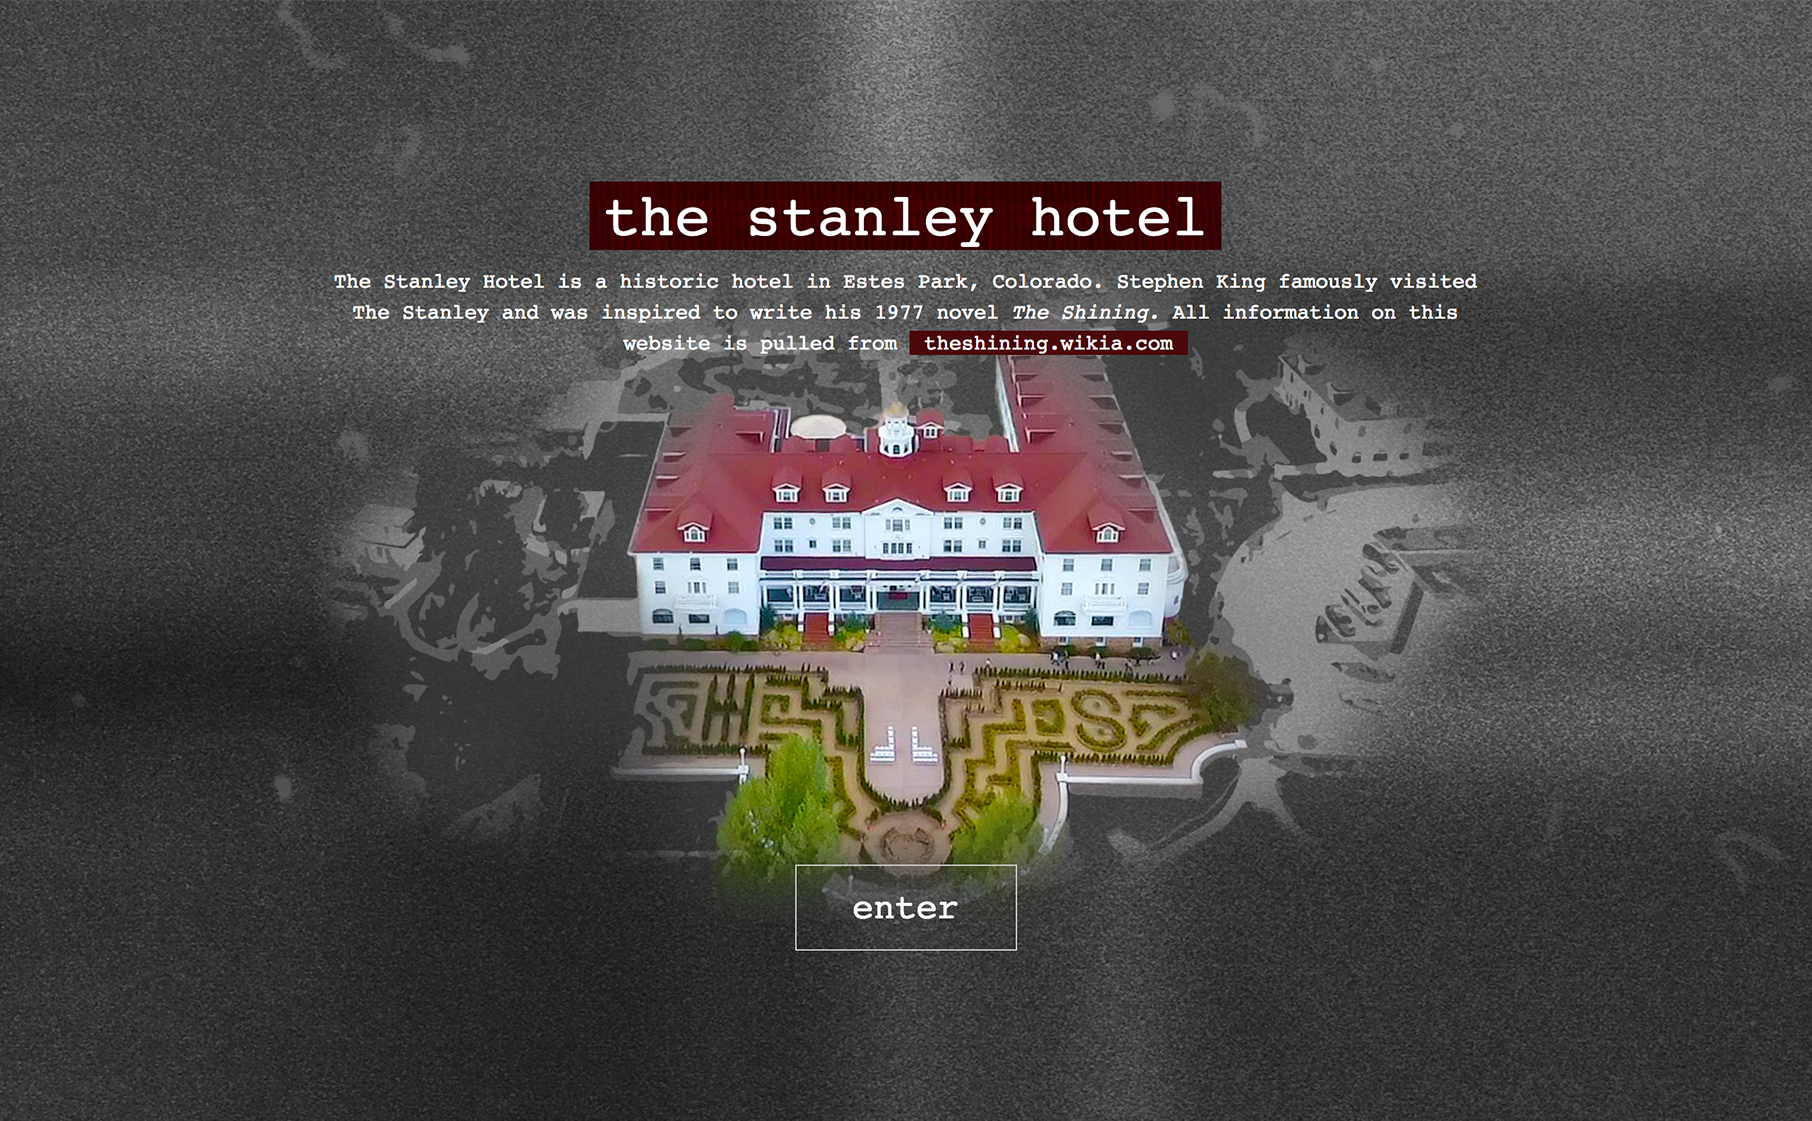 the stanley hotel
The Stanley Hotel is a historic hotel in Estes Park, Colorado. Stephen King famously visited
The Stanley and was inspired to write his 1977 novel The Shining. All information on this
website is pulled from theshining.wikia.com
enter